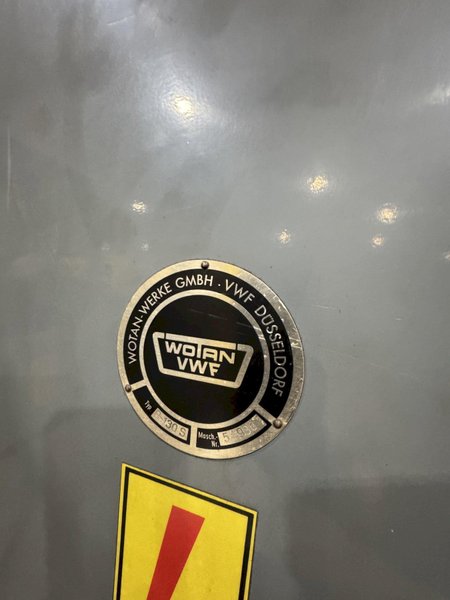 WOTAN-WERKE GMBH · VWF DÜSSELDORF
WOTAN
VWF
Typ
Masch.-
Nr.